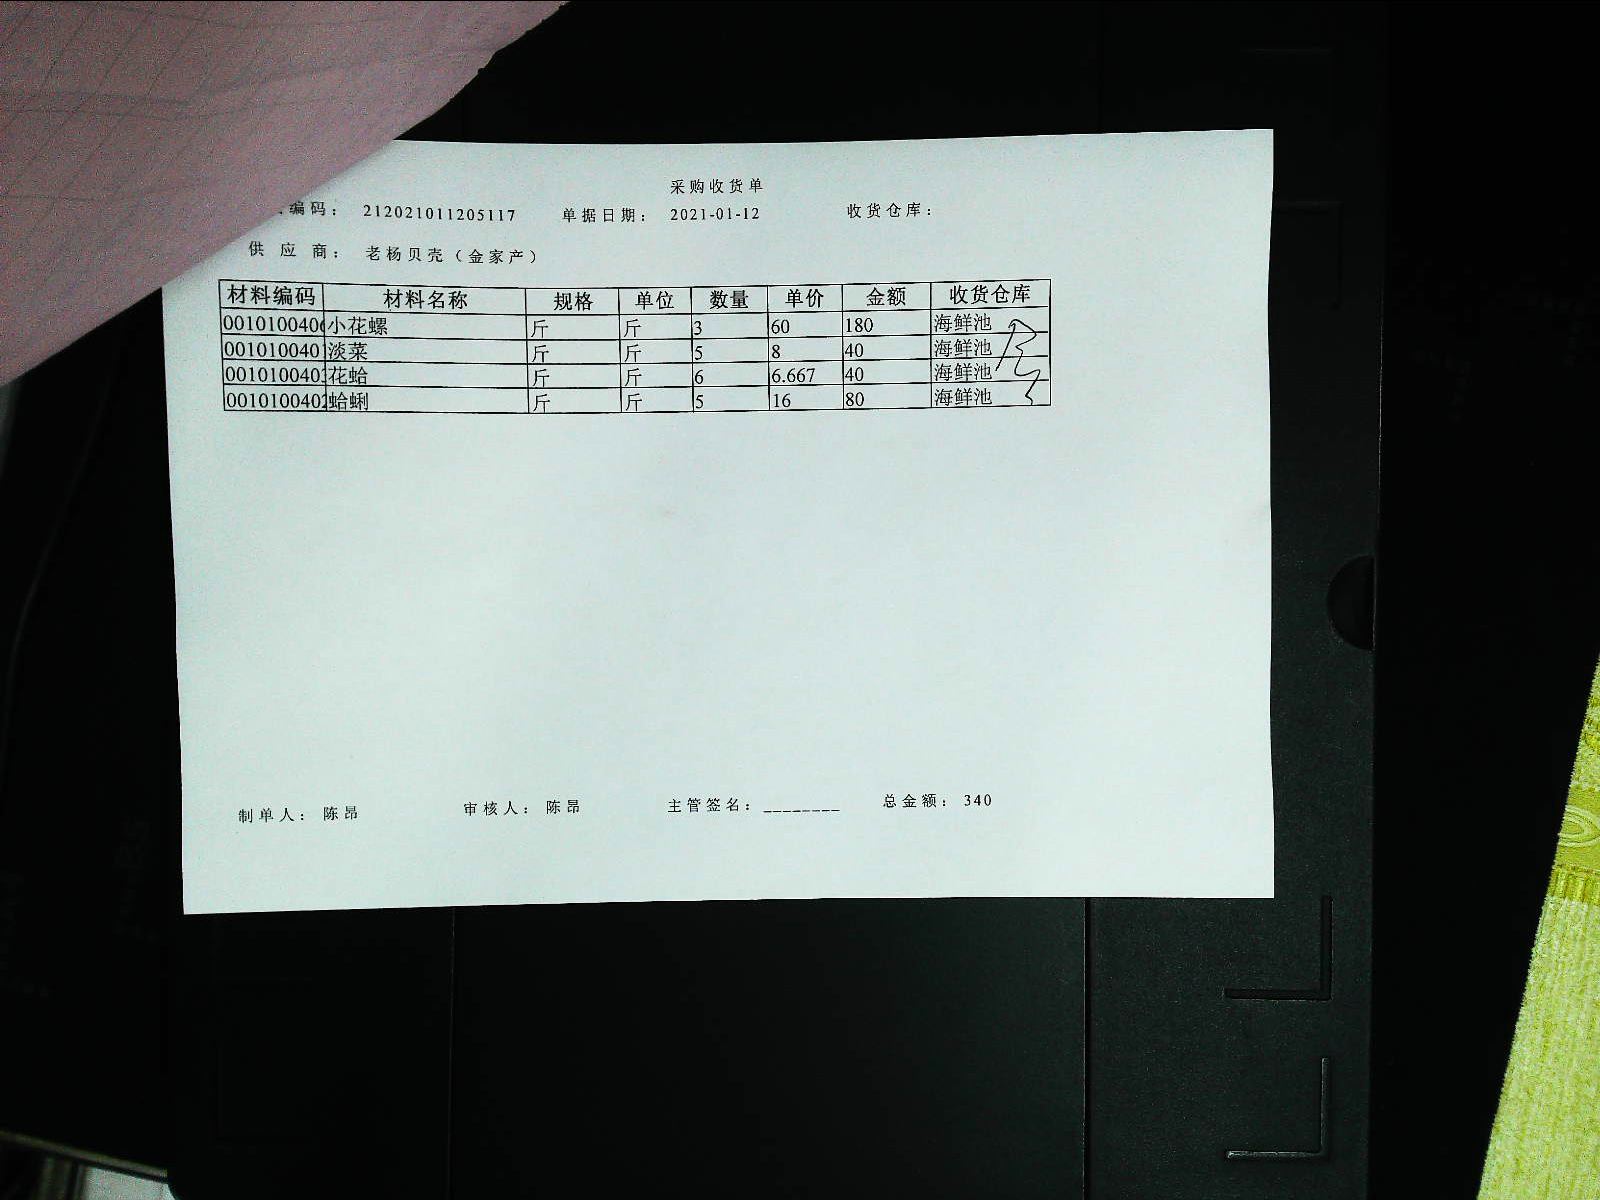 采购收货单
编码： 212021011205117 单据日期： 2021-01-12 收货仓库：
供应商： 老杨贝壳（金家产）
材料编码 材料名称 规格 单位 数量 单价 金额 收货仓库
0010100406 小花螺 斤 斤 3 60 180 海鲜池
0010100401 淡菜 斤 斤 5 8 40 海鲜池
0010100403 花蛤 斤 斤 6 6.667 40 海鲜池
0010100402 蛤蜊 斤 斤 5 16 80 海鲜池
制单人： 陈昂 审核人： 陈昂 主管签名：________ 总金额： 340